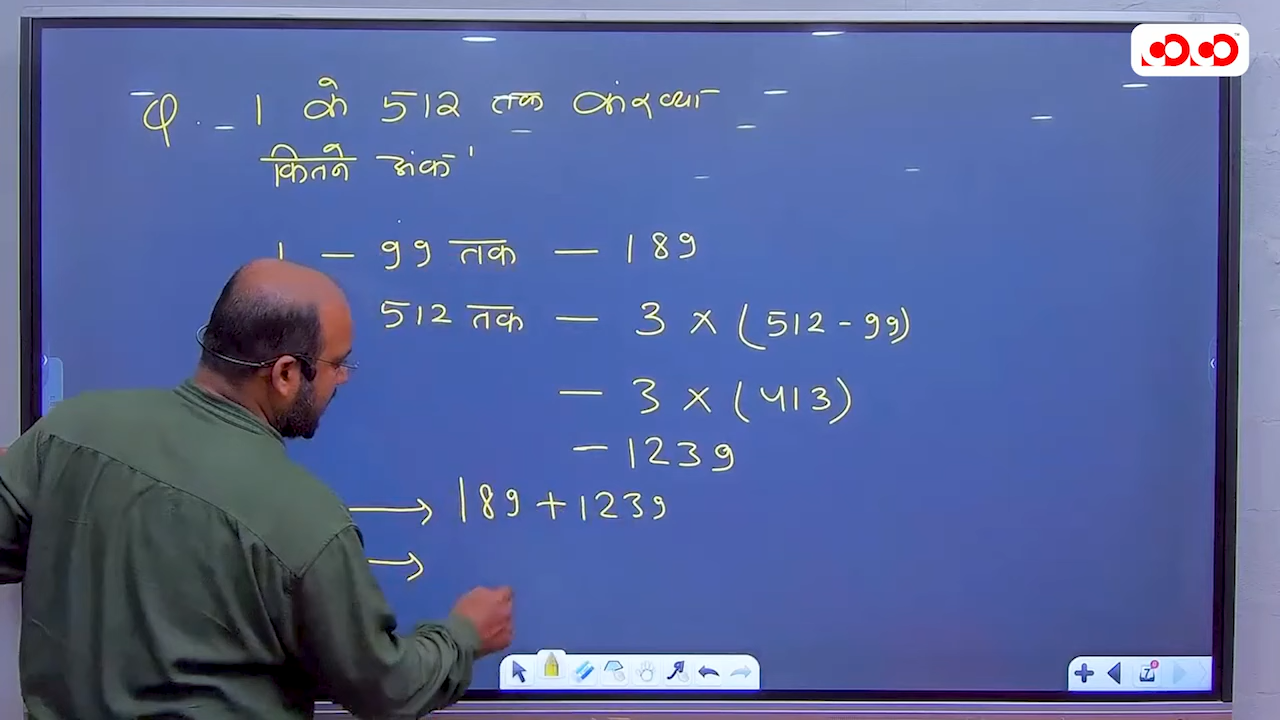 Q. 1 के 512 तक
कितने अंक
1 — 99 तक — 189
512 तक — 3 × (512 - 99)
— 3 × (413)
— 1239
→ 189 + 1239
→